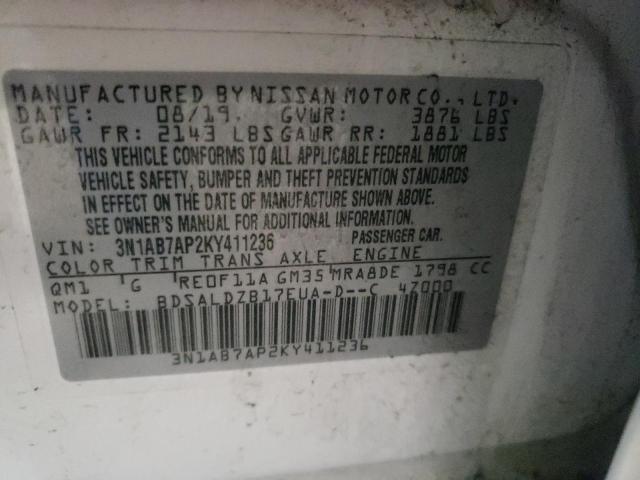 MANUFACTURED BY NISSAN MOTOR CO., LTD.
DATE: 08/19. GVWR: 3876 LBS
GAWR FR: 2143 LBS GAWR RR: 1881 LBS
THIS VEHICLE CONFORMS TO ALL APPLICABLE FEDERAL MOTOR
VEHICLE SAFETY, BUMPER AND THEFT PREVENTION STANDARDS
IN EFFECT ON THE DATE OF MANUFACTURE SHOWN ABOVE.
SEE OWNER'S MANUAL FOR ADDITIONAL INFORMATION.
VIN: 3N1AB7AP2KY411236 PASSENGER CAR.
COLOR TRIM TRANS AXLE ENGINE
QM1 G RE0F11A GM35 MRA8DE 1798 CC
MODEL: BDSALDZB17EUA-D--C 4Z000
3N1AB7AP2KY411236